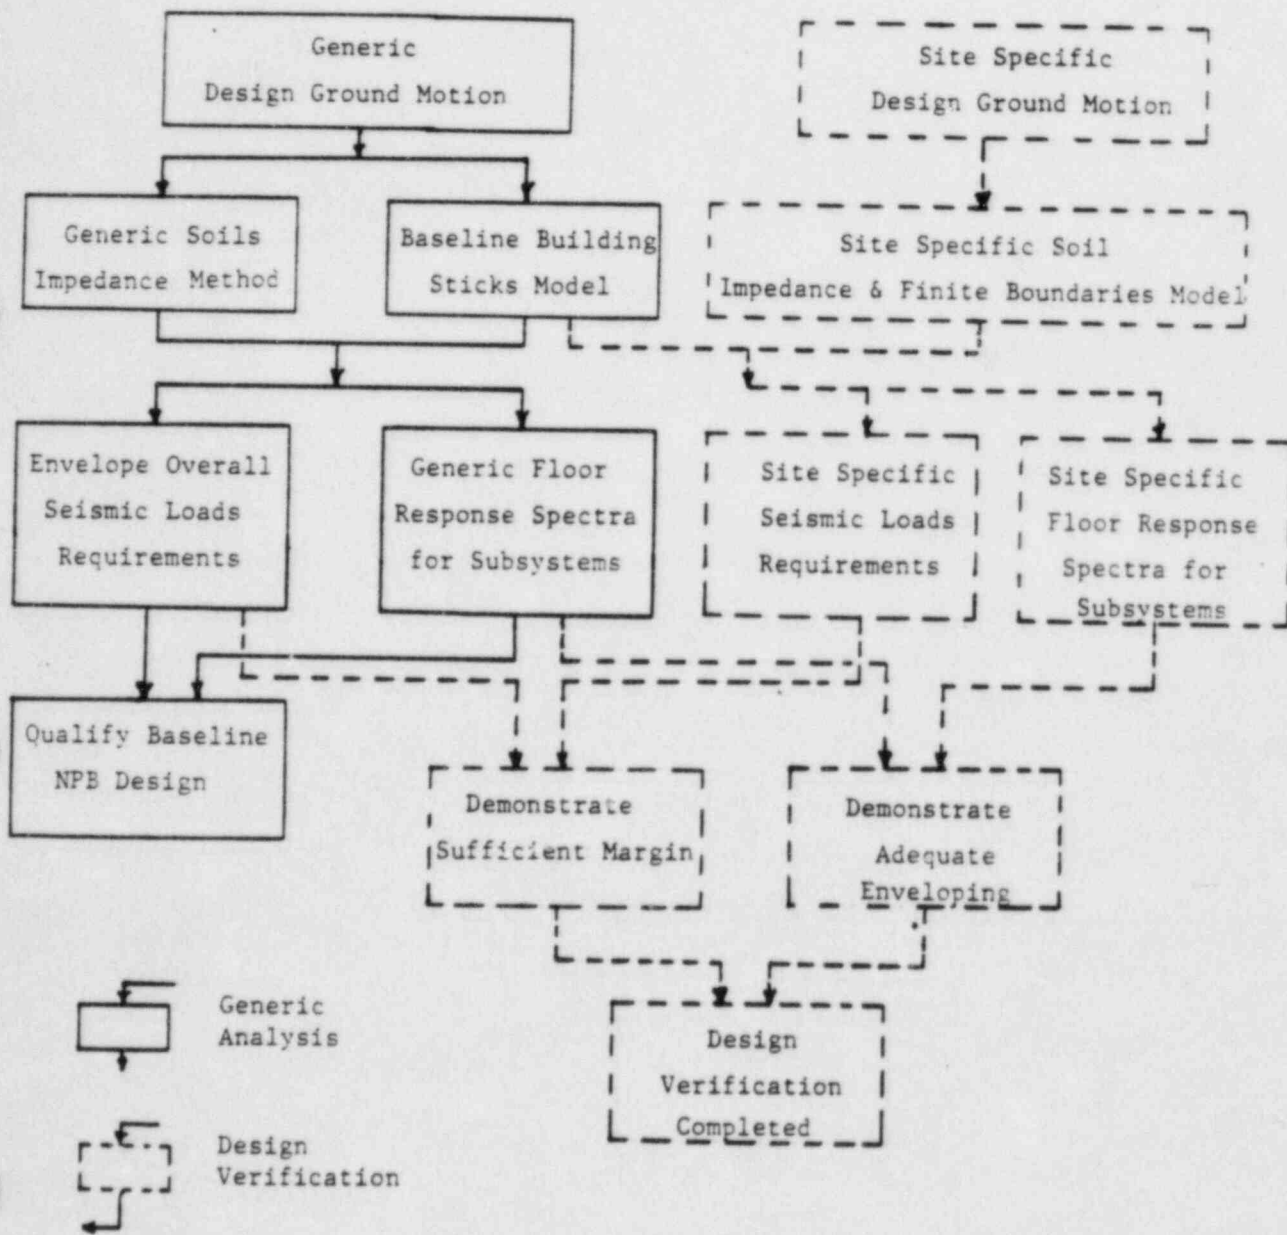 Generic
Design Ground Motion
Site Specific
Design Ground Motion
Generic Soils
Impedance Method
Baseline Building
Sticks Model
Site Specific Soil
Impedance & Finite Boundaries Model
Envelope Overall
Seismic Loads
Requirements
Generic Floor
Response Spectra
for Subsystems
Site Specific
Seismic Loads
Requirements
Site Specific
Floor Response
Spectra for
Subsystems
Qualify Baseline
NPB Design
Demonstrate
Sufficient Margin
Demonstrate
Adequate
Enveloping
Generic
Analysis
Design
Verification
Completed
Design
Verification